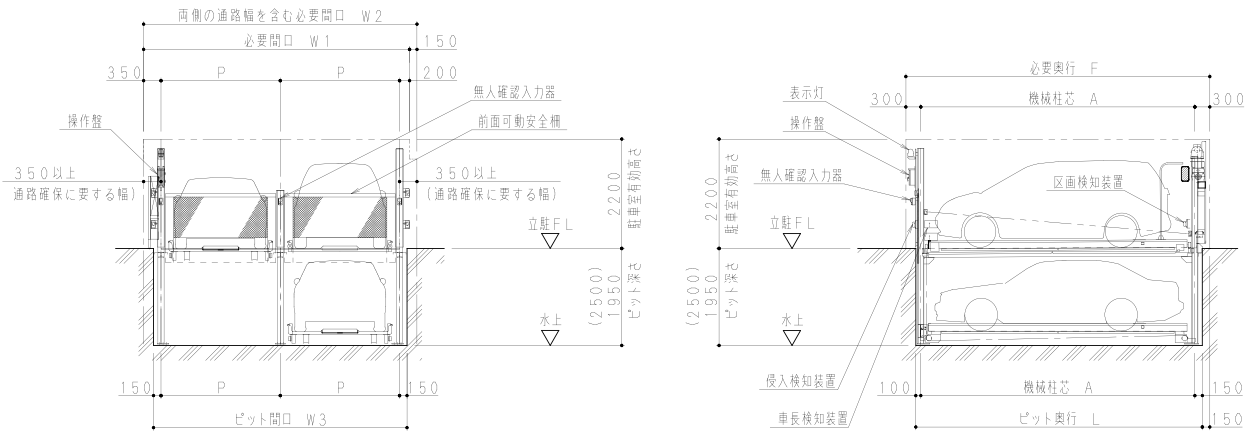 両側の通路幅を含む必要間口 W2
必要間口 W1
150
350
P
P
200
無人確認入力器
操作盤
前面可動安全柵
350以上
通路確保に要する幅)
350以上
(通路確保に要する幅)
2200
駐車室有効高さ
立駐FL
(2500)
1950
ピット深さ
水上
150
P
P
150
ピット間口 W3
必要奥行 F
表示灯
300
機械柱芯 A
300
操作盤
無人確認入力器
区画検知装置
2200
駐車室有効高さ
立駐FL
(2500)
1950
ピット深さ
水上
侵入検知装置
100
機械柱芯 A
150
車長検知装置
ピット奥行 L
150